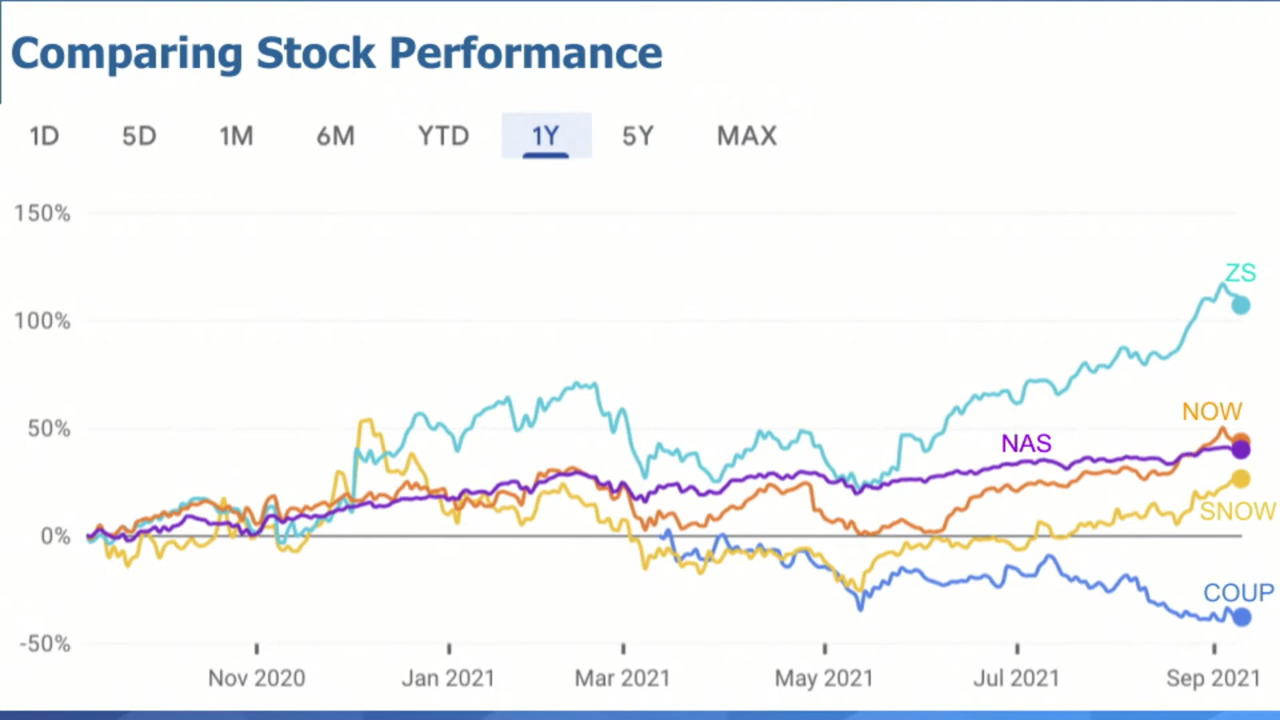 Comparing Stock Performance
1D 5D 1M 6M YTD 1Y 5Y MAX
150%
ZS
100%
NOW
50%
NAS
SNOW
0%
COUP
-50%
Nov 2020 Jan 2021 Mar 2021 May 2021 Jul 2021 Sep 2021